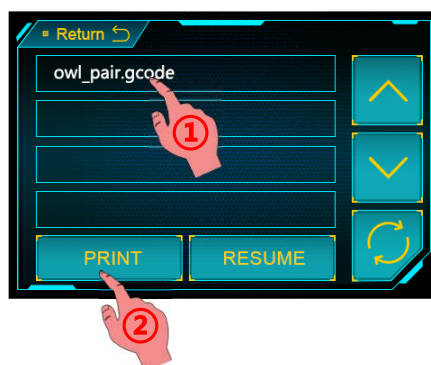 Return
owl_pair.gcode
①
PRINT RESUME
②